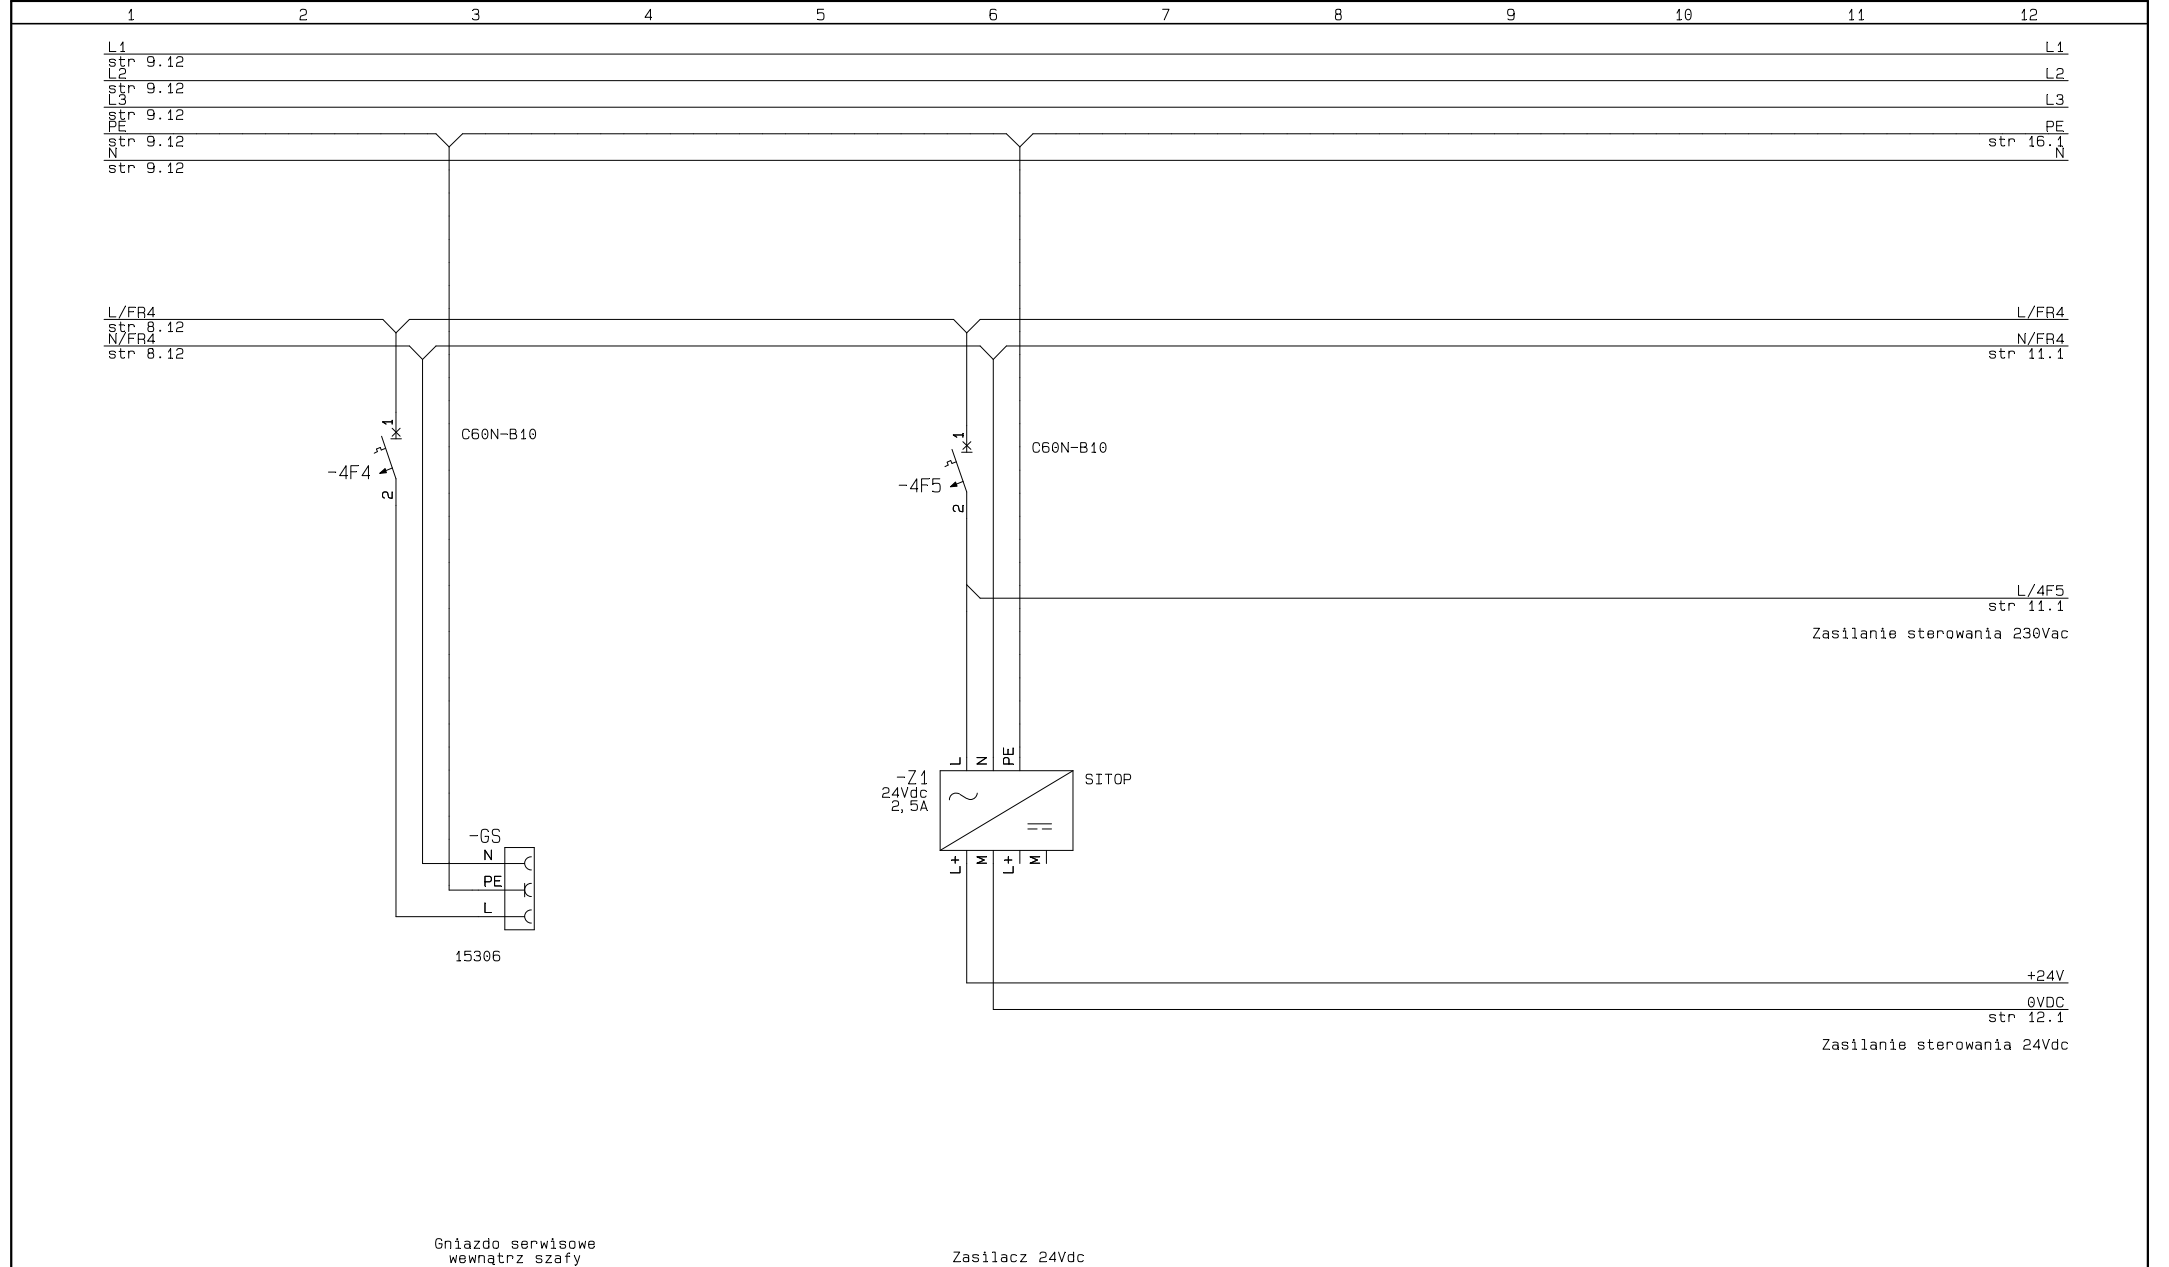 1 2 3 4 5 6 7 8 9 10 11 12
L1 L1
str 9.12
L2 L2
str 9.12
L3 L3
str 9.12
PE PE
str 9.12 str 16.1
N N
str 9.12
L/FR4 L/FR4
str 8.12
N/FR4 N/FR4
str 8.12 str 11.1
1 C60N-B10
-4F4
2
1 C60N-B10
-4F5
2
L/4F5
str 11.1
Zasilanie sterowania 230Vac
L N PE
-Z1 SITOP
24Vdc
2,5A
L+ M L+ M
-GS
N
PE
L
15306
+24V
0VDC
str 12.1
Zasilanie sterowania 24Vdc
Gniazdo serwisowe
wewnątrz szafy
Zasilacz 24Vdc